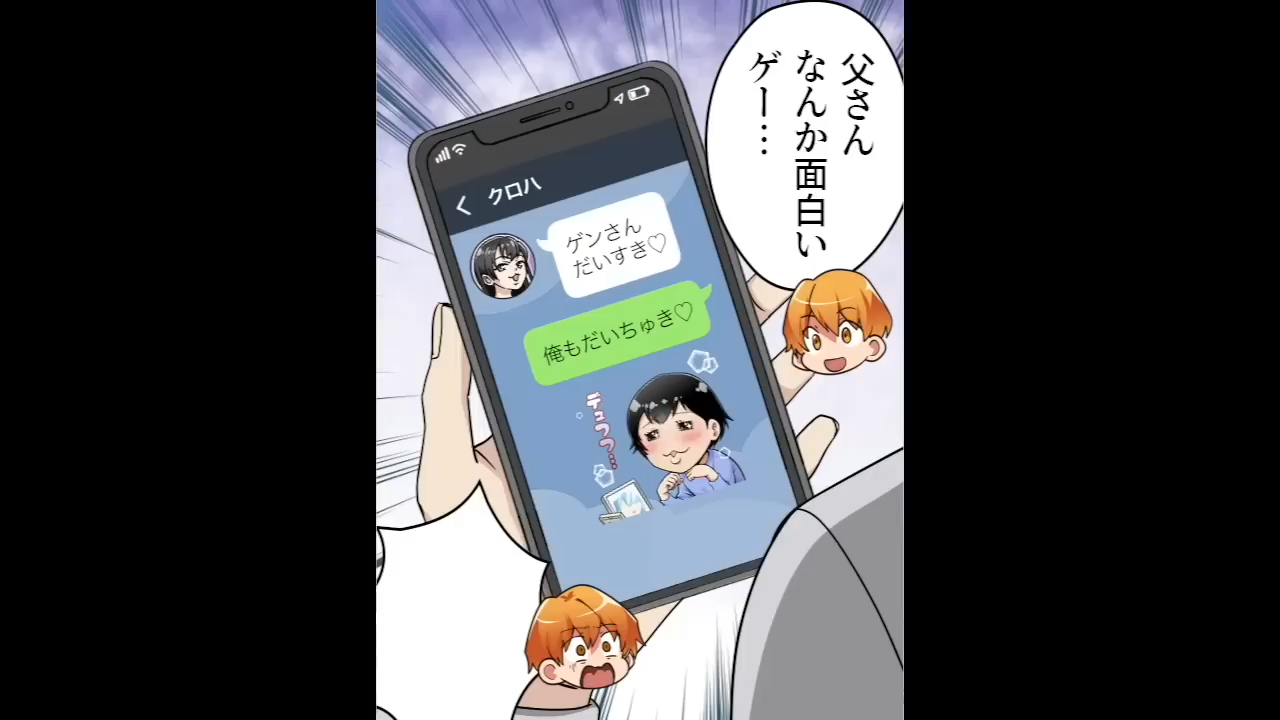 父さん
なんか面白い
ゲー…
クロハ
ゲンさん
だいすき♡
俺もだいちゅき♡
デュフフ…